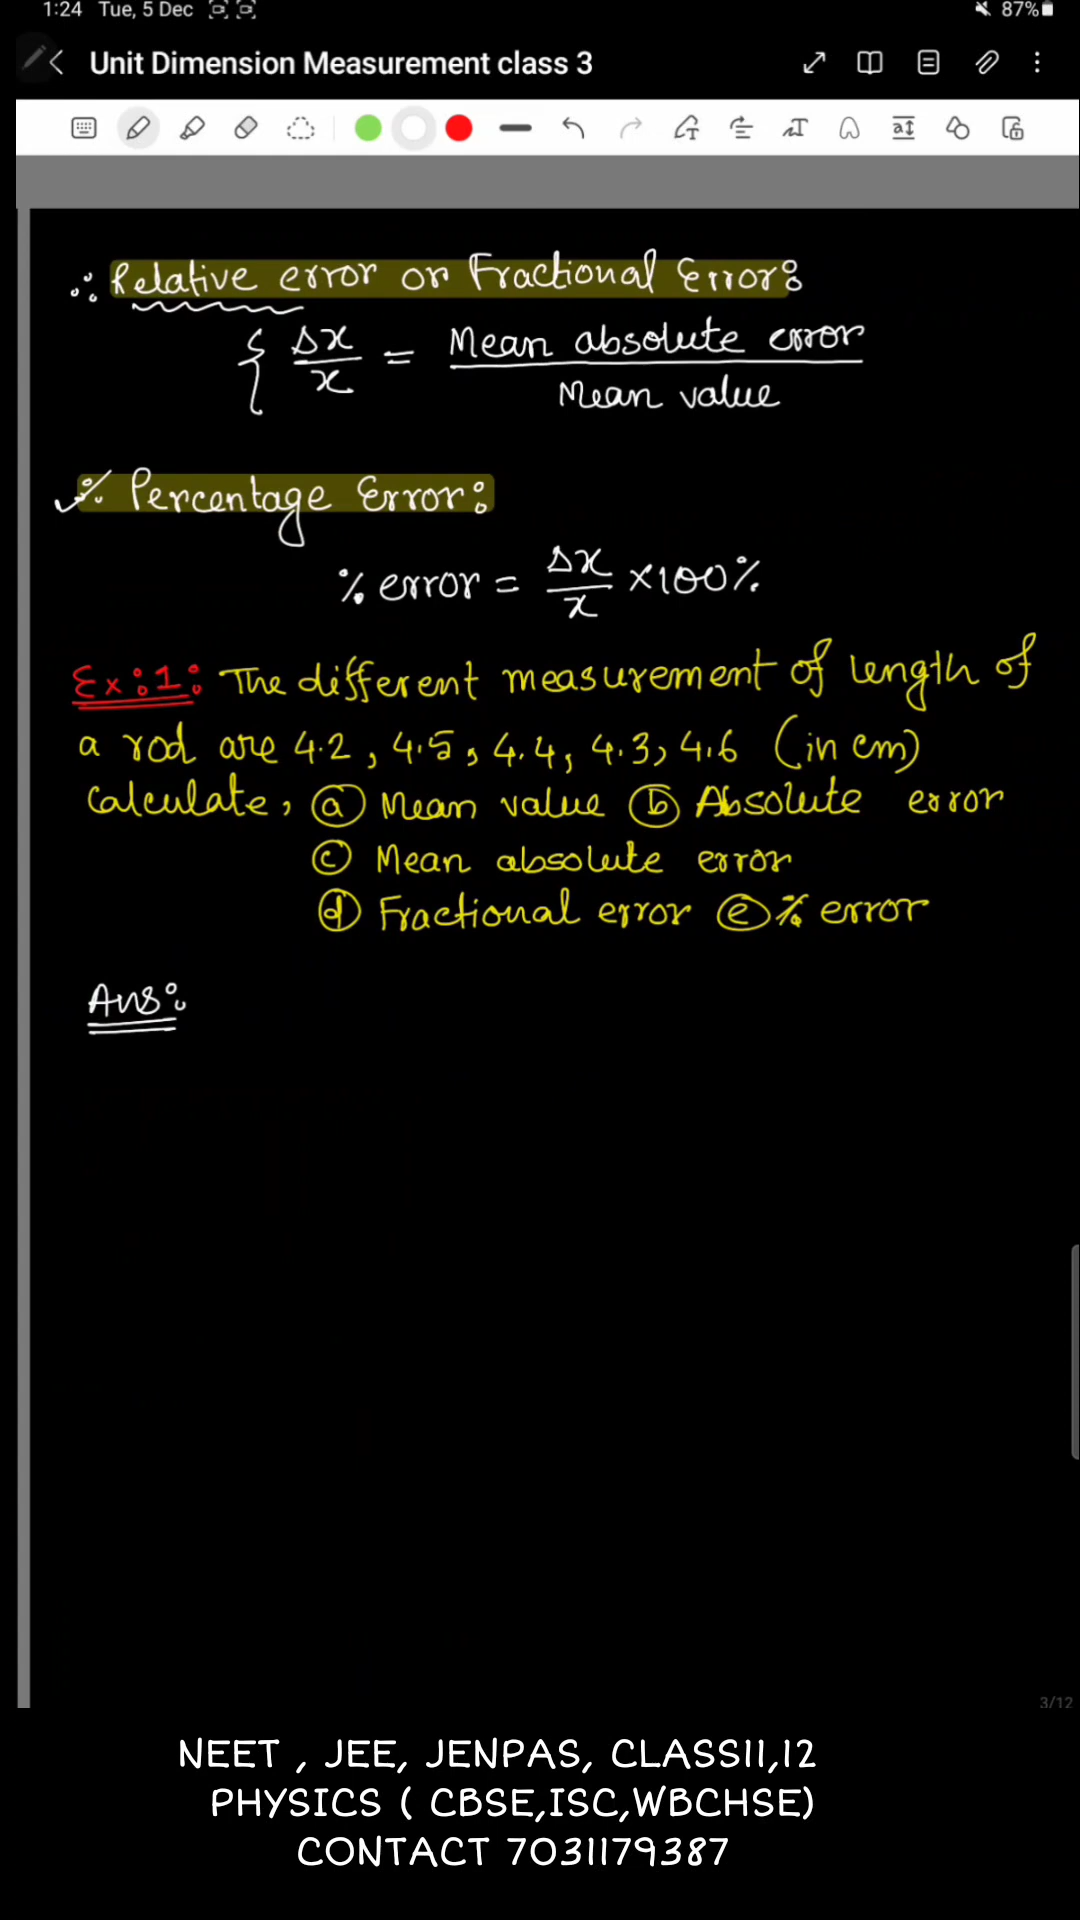 1:24 Tue, 5 Dec 87%
Unit Dimension Measurement class 3
∴ Relative error or Fractional Error:
{ Δx/x = Mean absolute error / Mean value
% Percentage Error:
% error = Δx/x ×100%
Ex:1: The different measurement of length of
a rod are 4.2, 4.5, 4.4, 4.3, 4.6 (in cm)
calculate, (a) Mean value (b) Absolute error
(c) Mean absolute error
(d) Fractional error (e) % error
Ans:
3/12
NEET , JEE, JENPAS, CLASS11,12
PHYSICS ( CBSE,ISC,WBCHSE)
CONTACT 7031179387